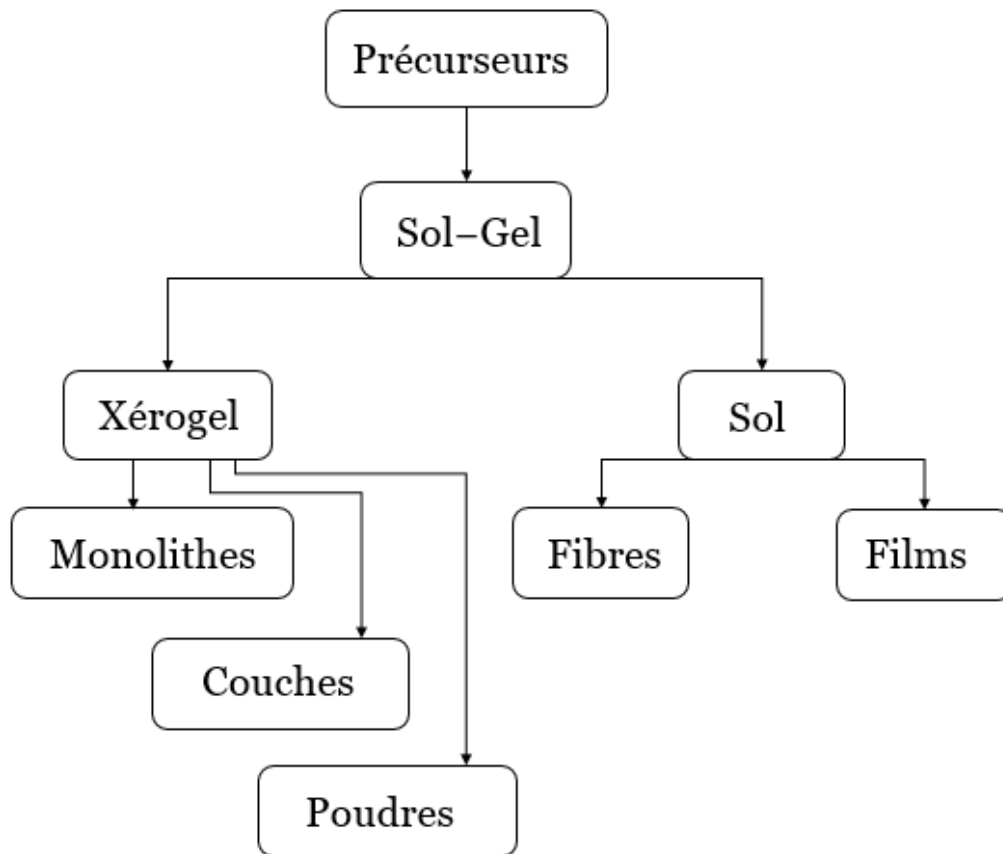 Précurseurs
Sol–Gel
Xérogel
Sol
Monolithes
Fibres
Films
Couches
Poudres